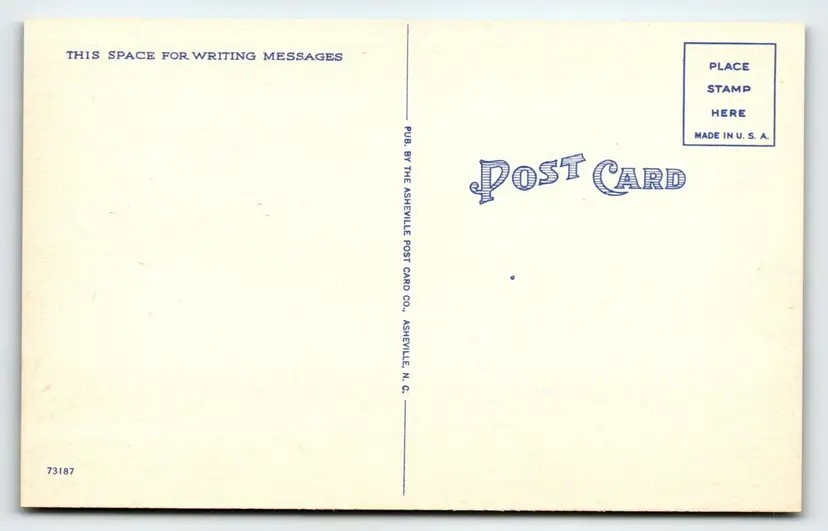 THIS SPACE FOR WRITING MESSAGES
PLACE
STAMP
HERE
MADE IN U. S. A.
POST CARD
PUB. BY THE ASHEVILLE POST CARD CO., ASHEVILLE, N. C.
73187